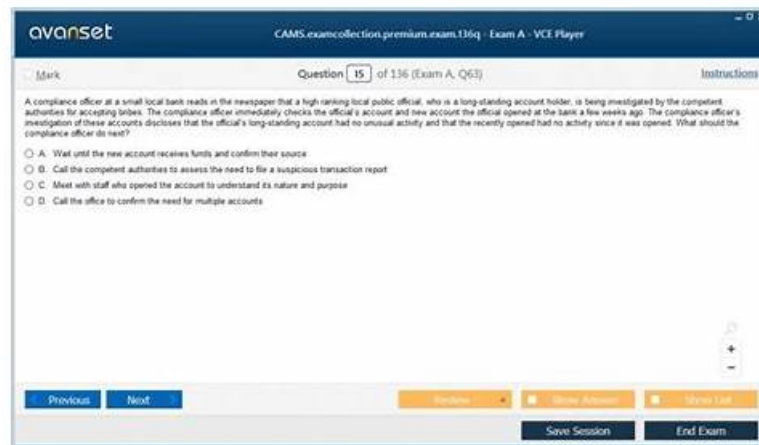 avanset
CAMS.examcollection.premium.exam.136q - Exam A - VCE Player
Mark
Question 15 of 136 (Exam A, Q63)
Instructions
A compliance officer at a small local bank reads in the newspaper that a high ranking local public official, who is a long-standing account holder, is being investigated by the competent
authorities for accepting bribes. The compliance officer immediately checks the official's account and new account the official opened at the bank a few weeks ago. The compliance officer's
investigation of these accounts discloses that the official's long-standing account had no unusual activity and that the recently opened had no activity since it was opened. What should the
compliance officer do next?
A. Wait until the new account receives funds and confirm their source
B. Call the competent authorities to assess the need to file a suspicious transaction report
C. Meet with staff who opened the account to understand its nature and purpose
D. Call the office to confirm the need for multiple accounts
Previous
Next
Review
Show Answer
Show List
Save Session
End Exam